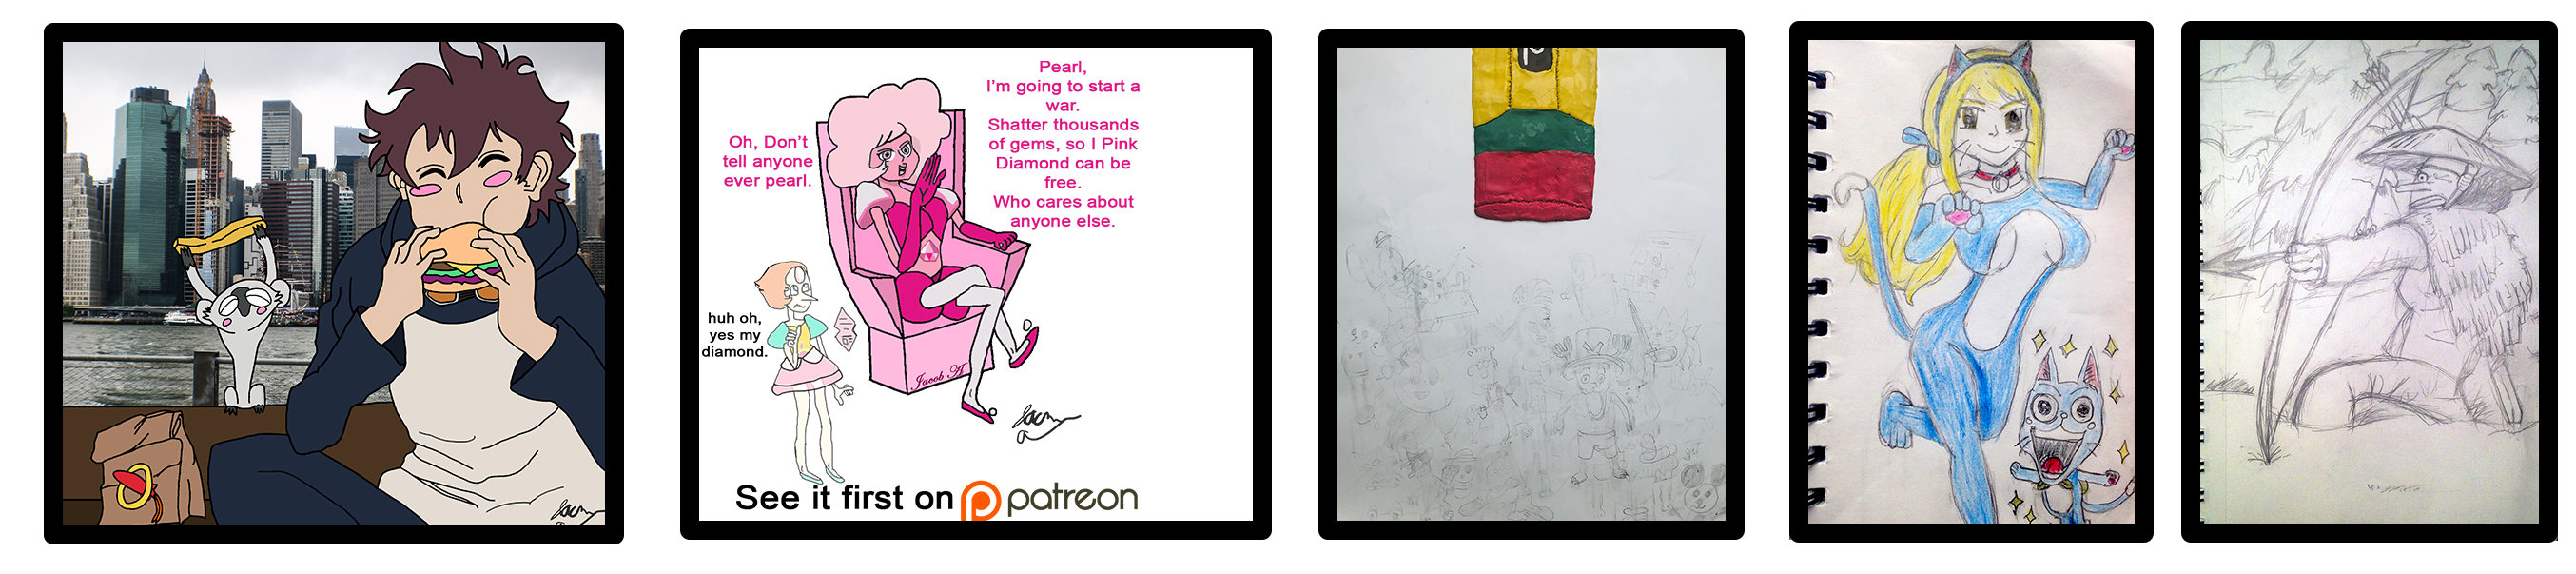 Pearl,
I'm going to start a
war.
Shatter thousands
of gems, so I Pink
Diamond can be
free.
Who cares about
anyone else.
Oh, Don't
tell anyone
ever pearl.
huh oh,
yes my
diamond.
Jacob A
See it first on patreon